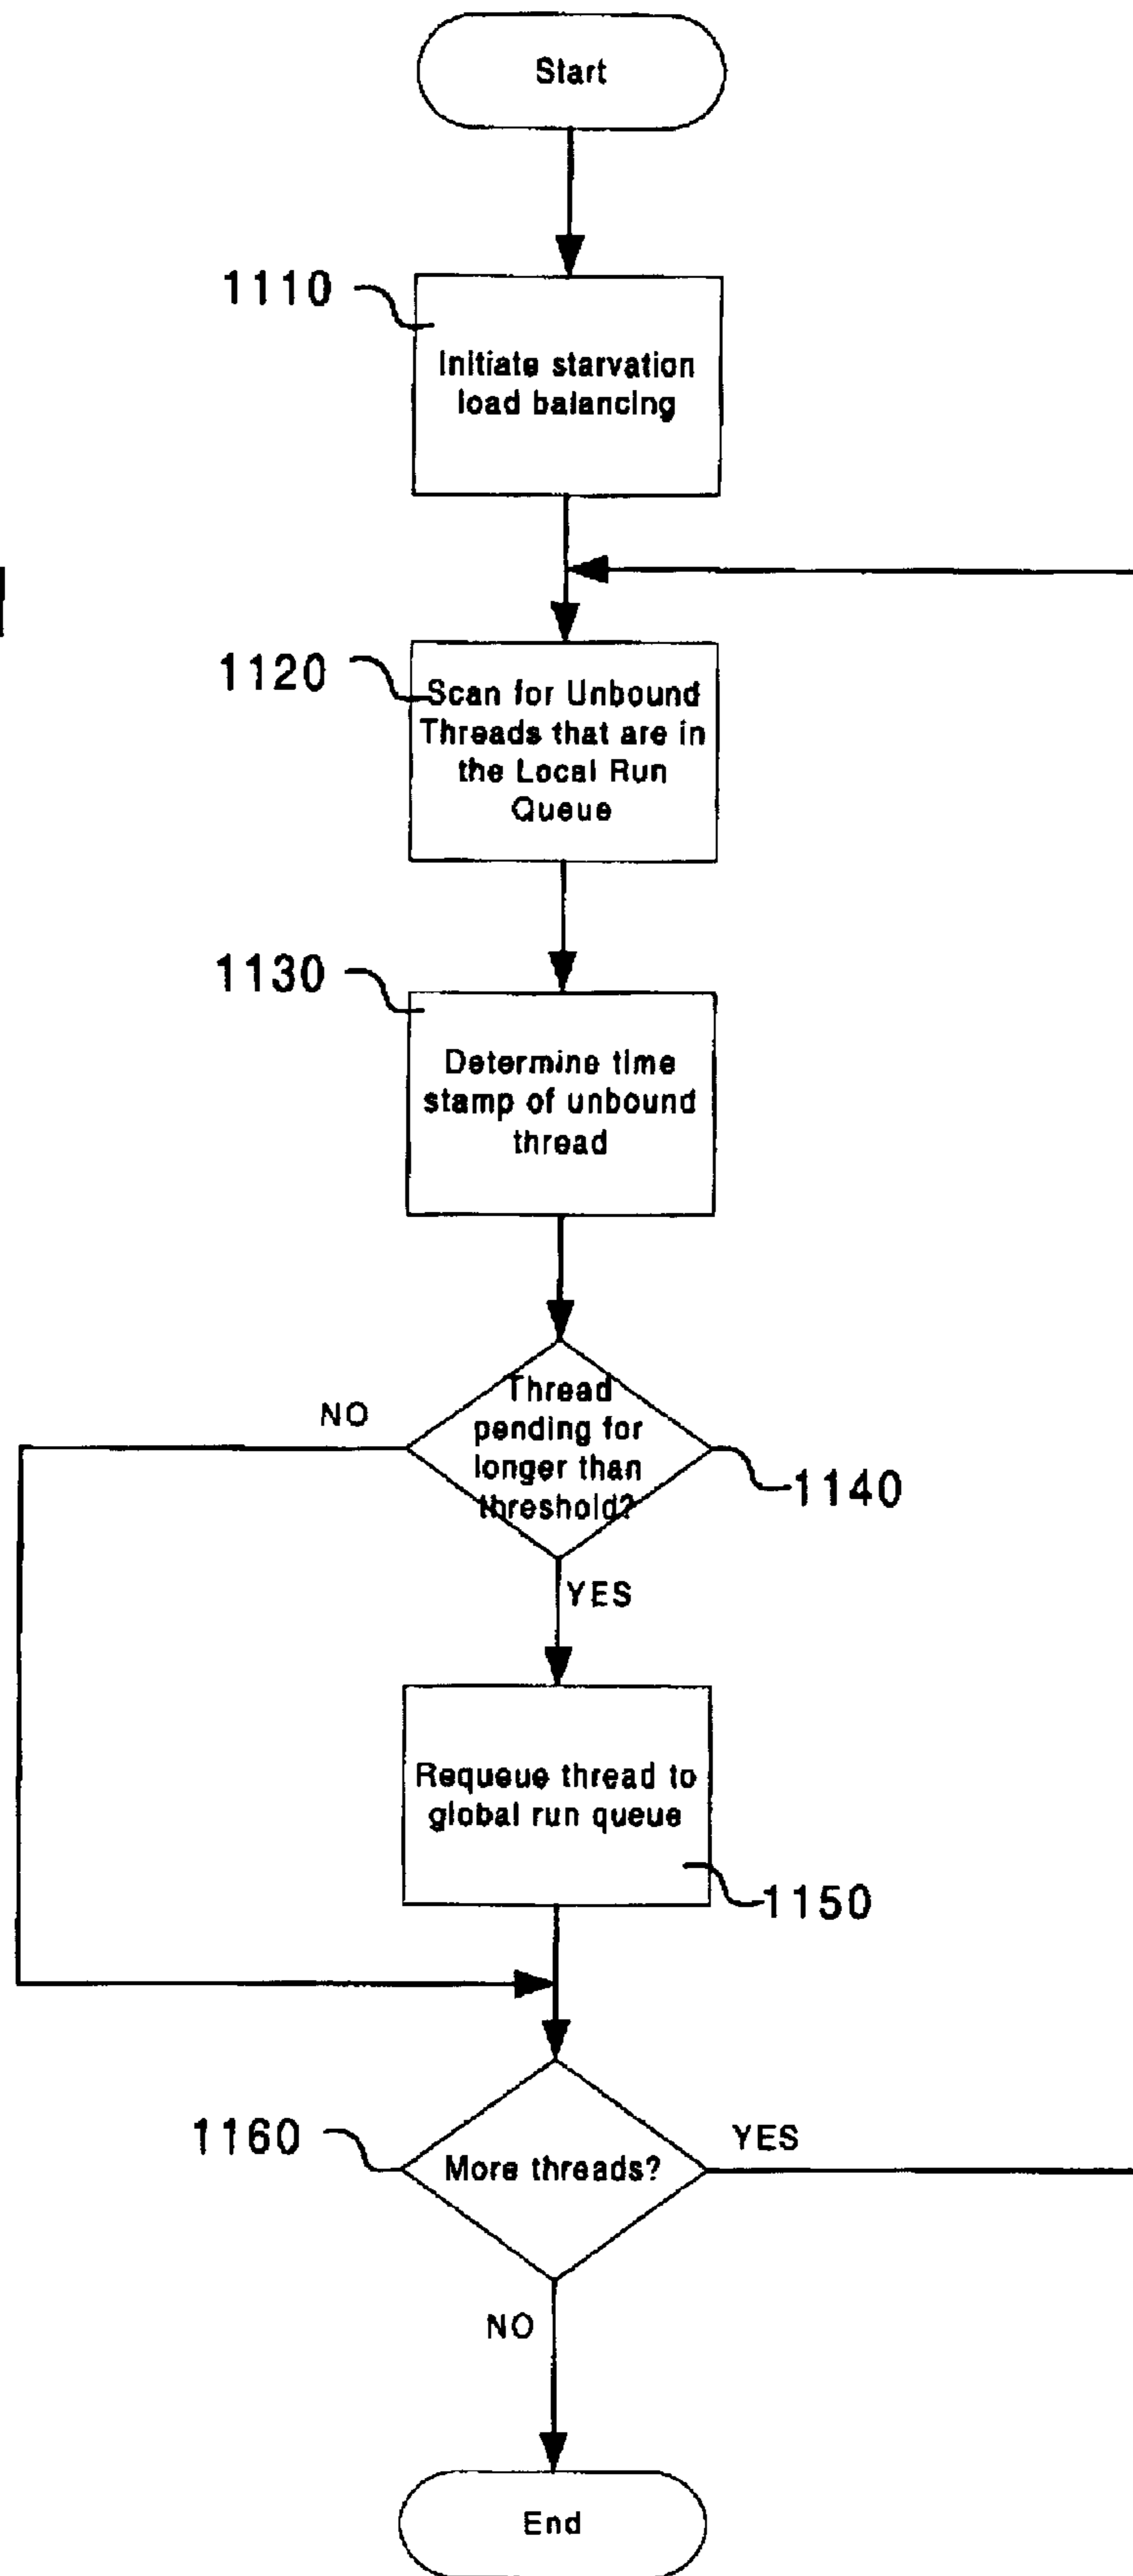 Start
1110
Initiate starvation
load balancing
1120
Scan for Unbound
Threads that are in
the Local Run
Queue
1130
Determine time
stamp of unbound
thread
NO
Thread
pending for
longer than
threshold?
1140
YES
Requeue thread to
global run queue
1150
1160
More threads?
YES
NO
End